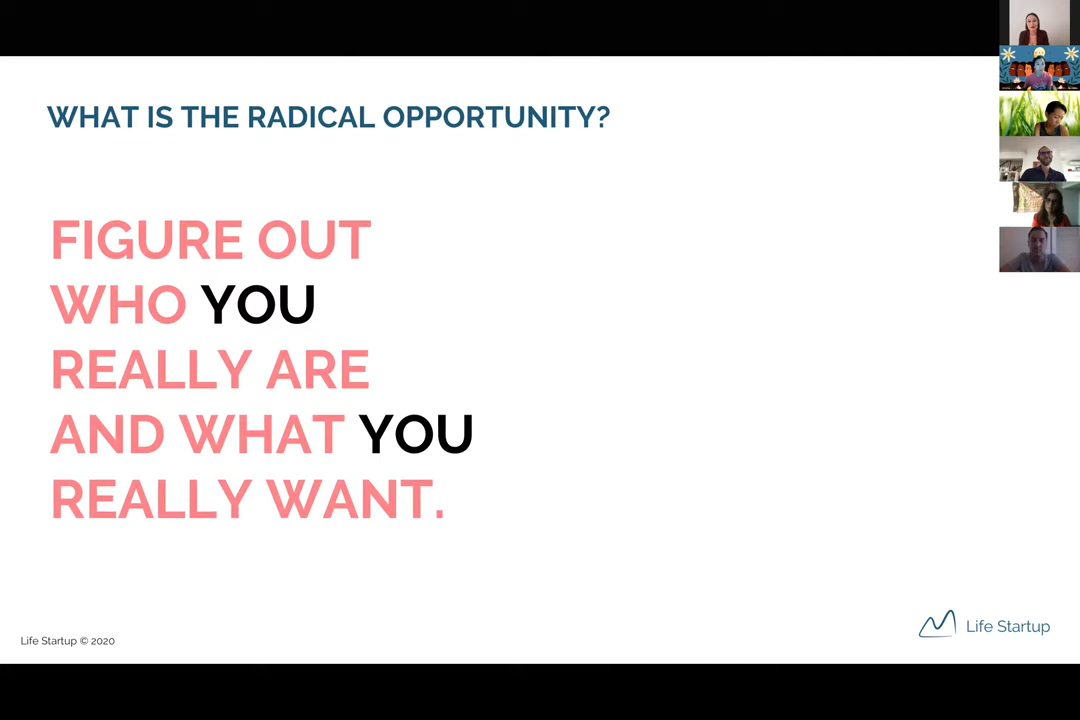 WHAT IS THE RADICAL OPPORTUNITY?
FIGURE OUT
WHO YOU
REALLY ARE
AND WHAT YOU
REALLY WANT.
Life Startup © 2020
Life Startup